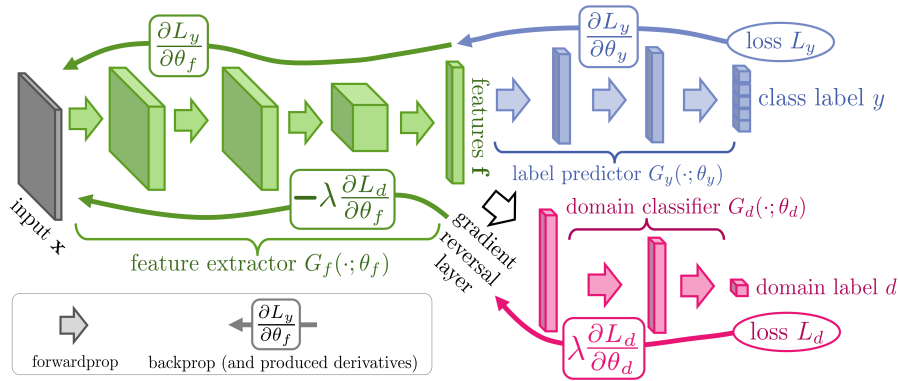 ∂L_y/∂θ_f
∂L_y/∂θ_y
loss L_y
features f
class label y
label predictor G_y(·; θ_y)
input x
−λ ∂L_d/∂θ_f
feature extractor G_f(·; θ_f)
gradient
reversal
layer
domain classifier G_d(·; θ_d)
domain label d
λ ∂L_d/∂θ_d
loss L_d
∂L_y/∂θ_f
forwardprop
backprop (and produced derivatives)